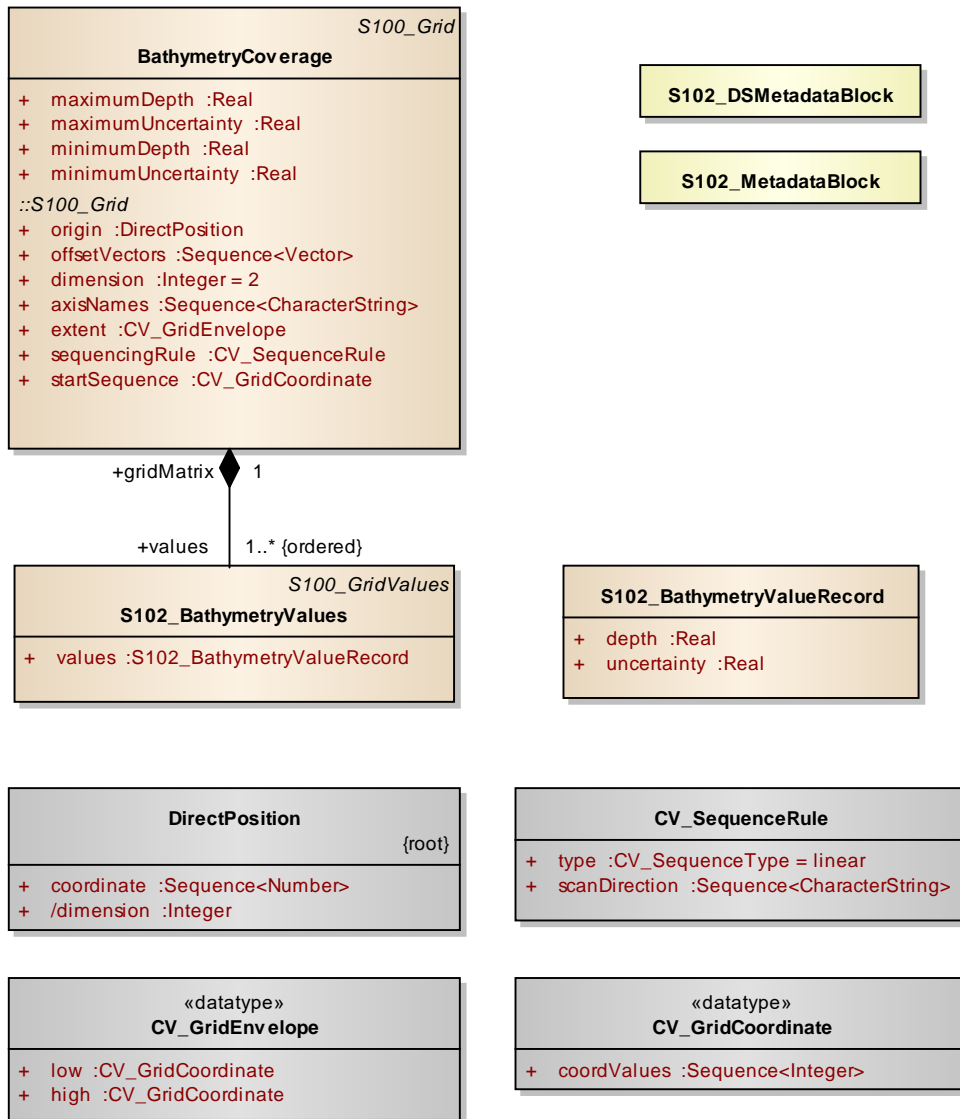 S100_Grid
BathymetryCoverage
+ maximumDepth :Real
+ maximumUncertainty :Real
+ minimumDepth :Real
+ minimumUncertainty :Real
::S100_Grid
+ origin :DirectPosition
+ offsetVectors :Sequence<Vector>
+ dimension :Integer = 2
+ axisNames :Sequence<CharacterString>
+ extent :CV_GridEnvelope
+ sequencingRule :CV_SequenceRule
+ startSequence :CV_GridCoordinate
S102_DSMetadataBlock
S102_MetadataBlock
+gridMatrix 1
+values 1..* {ordered}
S100_GridValues
S102_BathymetryValues
+ values :S102_BathymetryValueRecord
S102_BathymetryValueRecord
+ depth :Real
+ uncertainty :Real
DirectPosition
{root}
+ coordinate :Sequence<Number>
+ /dimension :Integer
CV_SequenceRule
+ type :CV_SequenceType = linear
+ scanDirection :Sequence<CharacterString>
«datatype»
CV_GridEnvelope
+ low :CV_GridCoordinate
+ high :CV_GridCoordinate
«datatype»
CV_GridCoordinate
+ coordValues :Sequence<Integer>